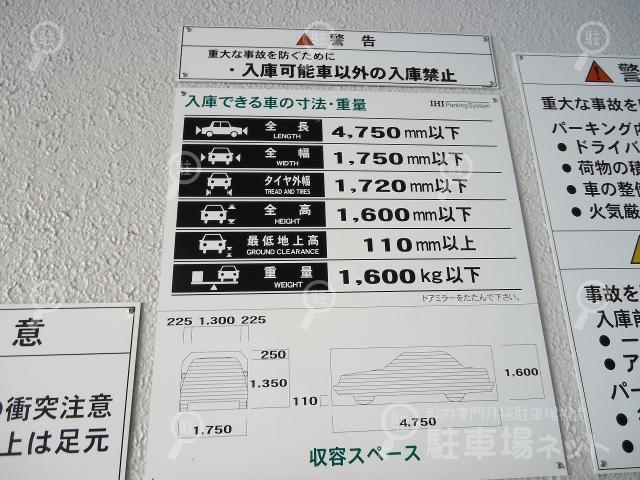 警 告
重大な事故を防ぐために
・入庫可能車以外の入庫禁止
入庫できる車の寸法・重量
IHI Parking System
全 長
LENGTH
4,750mm以下
全 幅
WIDTH
1,750mm以下
タイヤ外幅
TREAD AND TIRES
1,720mm以下
全 高
HEIGHT
1,600mm以下
最低地上高
GROUND CLEARANCE
110mm以上
重 量
WEIGHT
1,600kg以下
ドアミラーをたたんで下さい。
225 1.300 225
250
1.350
1,750
110
1,600
4,750
収容スペース
意
衝突注意
上は足元
警
重大な事故を防
パーキング
● ドライバ
● 荷物の積
● 車の整備
● 火気厳
事故を
入庫前
● ー
● ア
パー
駐車場ネット